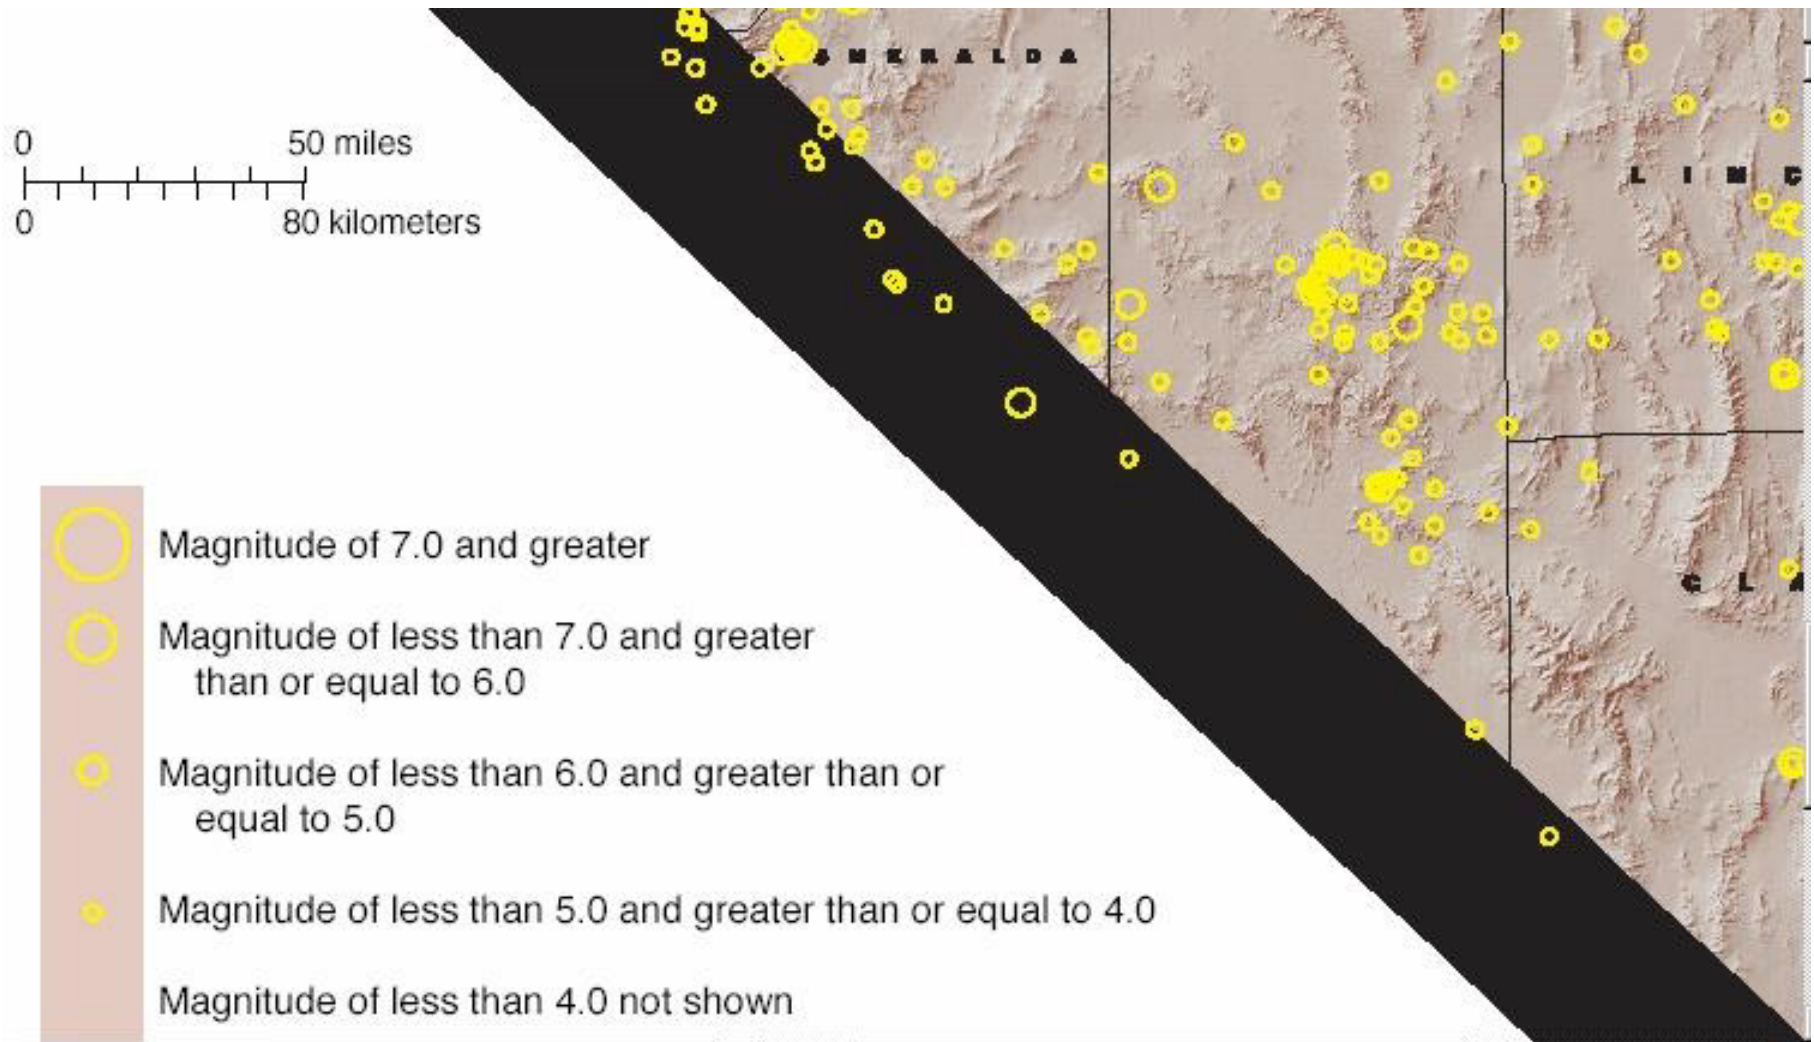 S M E R A L D A
0 50 miles
0 80 kilometers
L I N C
Magnitude of 7.0 and greater
Magnitude of less than 7.0 and greater
than or equal to 6.0
Magnitude of less than 6.0 and greater than or
equal to 5.0
C L A
Magnitude of less than 5.0 and greater than or equal to 4.0
Magnitude of less than 4.0 not shown